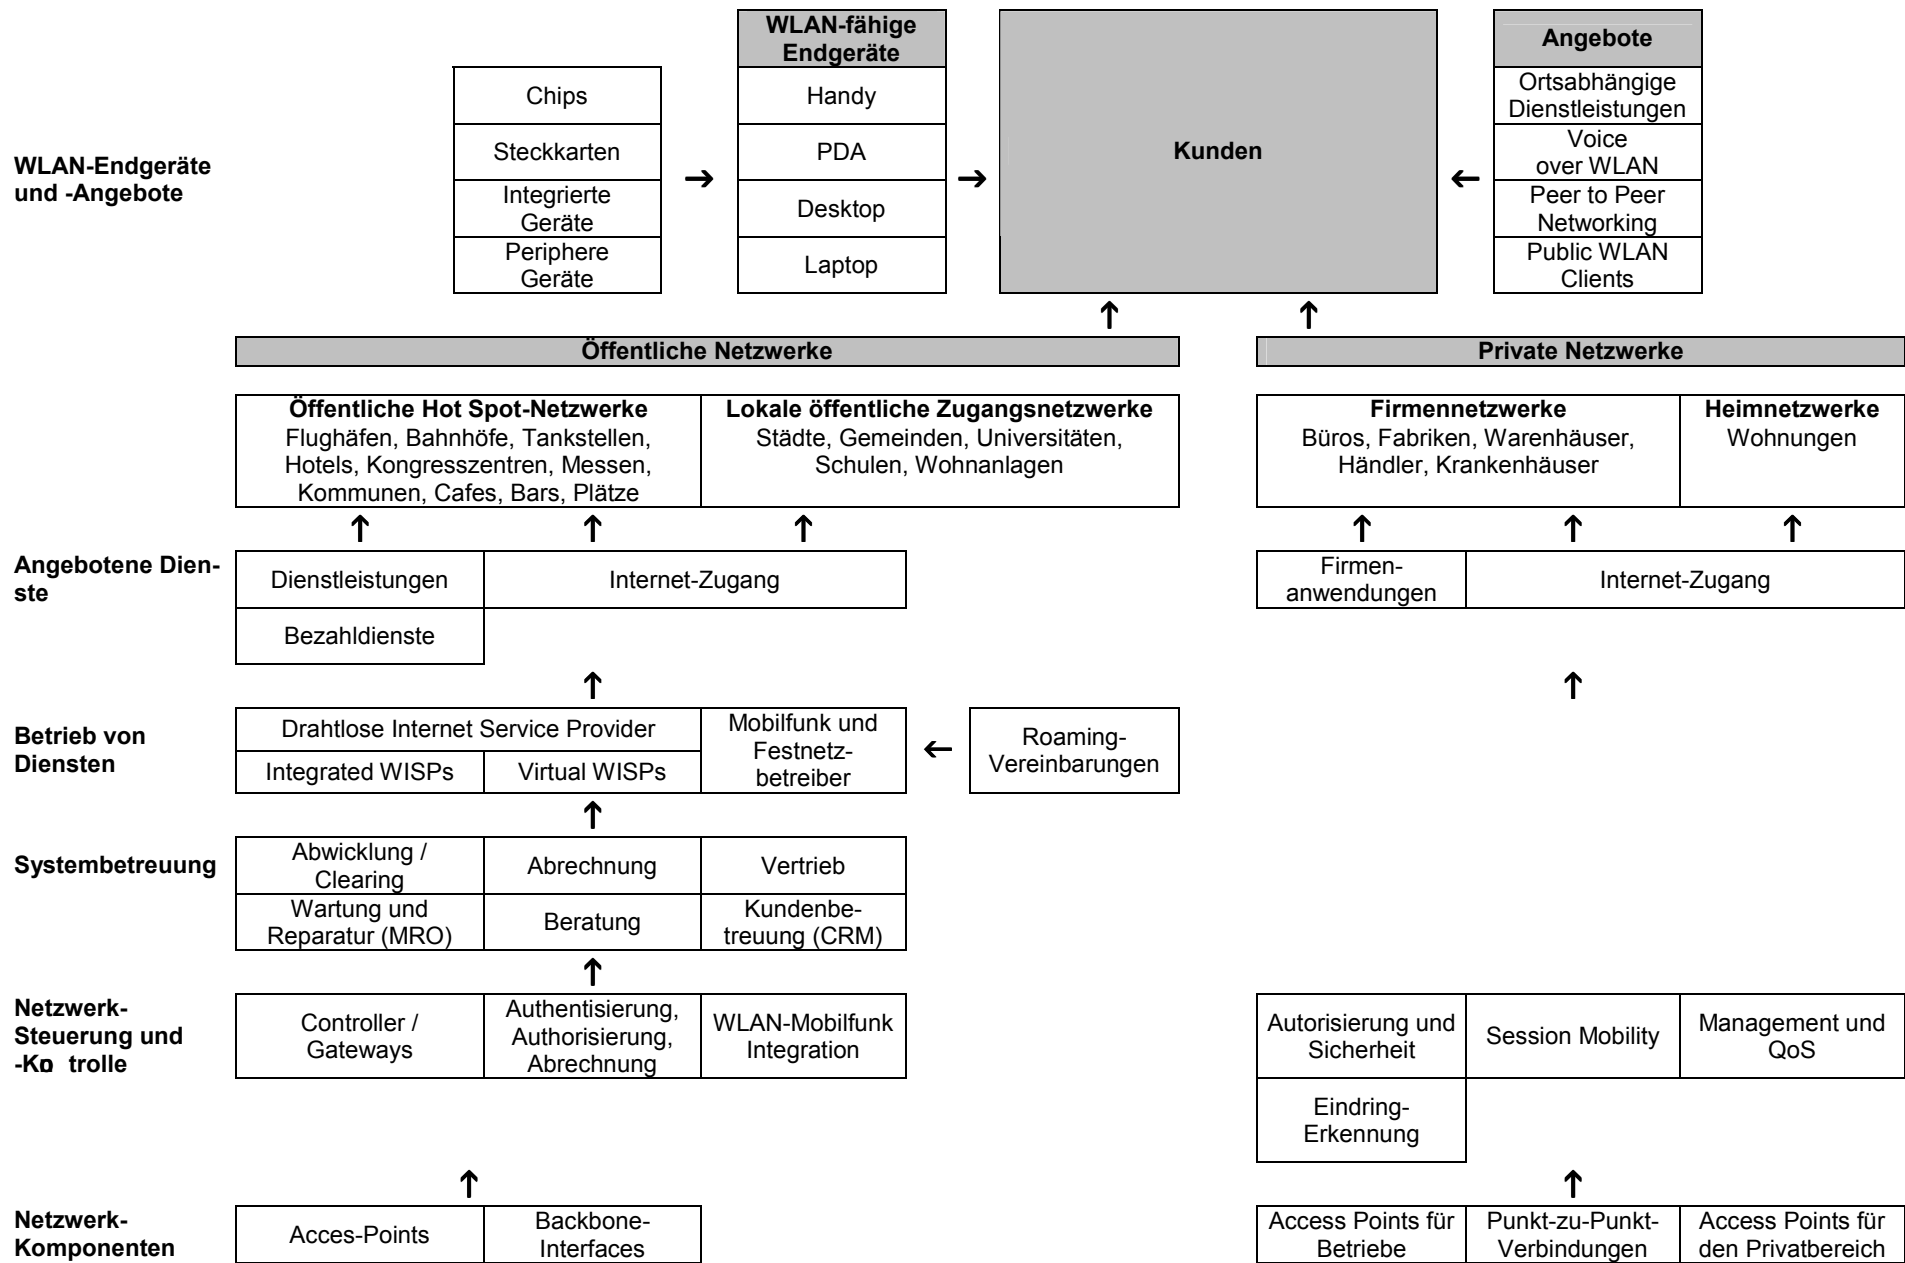 WLAN-fähige
Endgeräte
Angebote
Chips
Handy
Ortsabhängige
Dienstleistungen
WLAN-Endgeräte
und -Angebote
Steckkarten
→
PDA
→
Kunden
←
Voice
over WLAN
Integrierte
Geräte
Desktop
Peer to Peer
Networking
Periphere
Geräte
Laptop
Public WLAN
Clients
↑ ↑
Öffentliche Netzwerke
Private Netzwerke
Öffentliche Hot Spot-Netzwerke
Flughäfen, Bahnhöfe, Tankstellen,
Hotels, Kongresszentren, Messen,
Kommunen, Cafes, Bars, Plätze
Lokale öffentliche Zugangsnetzwerke
Städte, Gemeinden, Universitäten,
Schulen, Wohnanlagen
Firmennetzwerke
Büros, Fabriken, Warenhäuser,
Händler, Krankenhäuser
Heimnetzwerke
Wohnungen
↑ ↑ ↑ ↑ ↑ ↑
Angebotene Dien-
ste
Dienstleistungen
Internet-Zugang
Firmen-
anwendungen
Internet-Zugang
Bezahldienste
↑ ↑
Betrieb von
Diensten
Drahtlose Internet Service Provider
Integrated WISPs
Virtual WISPs
Mobilfunk und
Festnetz-
betreiber
←
Roaming-
Vereinbarungen
↑
Systembetreuung
Abwicklung /
Clearing
Abrechnung
Vertrieb
Wartung und
Reparatur (MRO)
Beratung
Kundenbe-
treuung (CRM)
↑
Netzwerk-
Steuerung und
-Kontrolle
Controller /
Gateways
Authentisierung,
Authorisierung,
Abrechnung
WLAN-Mobilfunk
Integration
Autorisierung und
Sicherheit
Session Mobility
Management und
QoS
Eindring-
Erkennung
↑ ↑
Netzwerk-
Komponenten
Acces-Points
Backbone-
Interfaces
Access Points für
Betriebe
Punkt-zu-Punkt-
Verbindungen
Access Points für
den Privatbereich